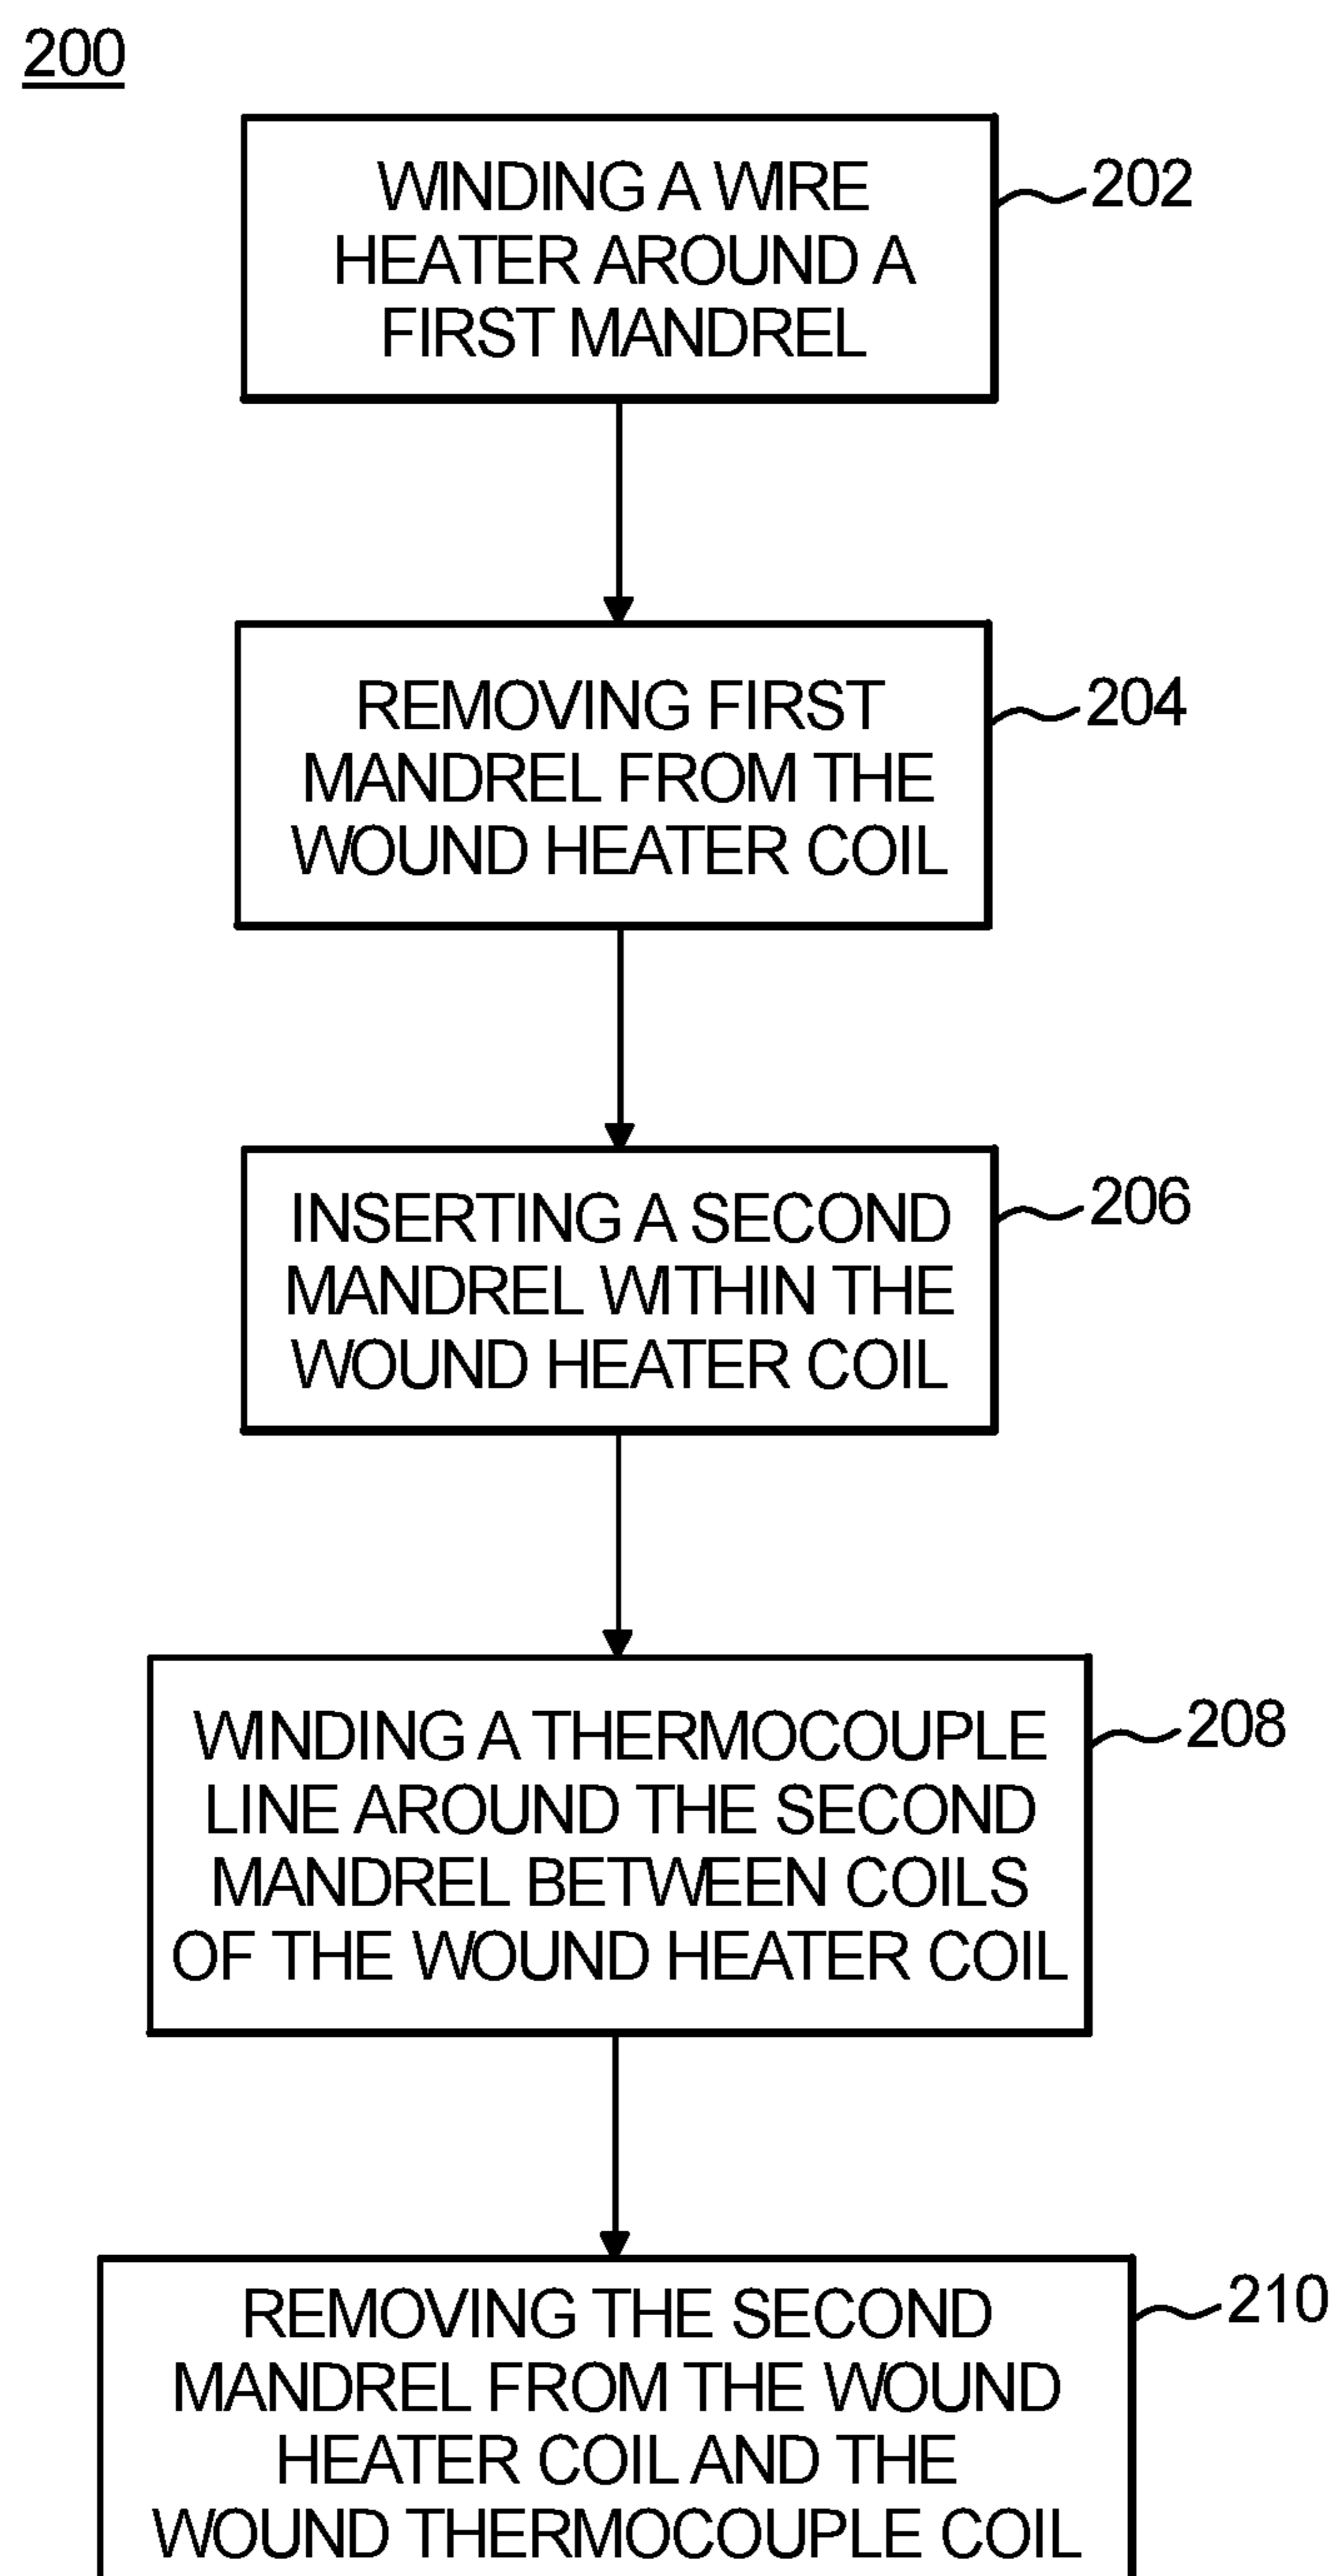 200
WINDING A WIRE
HEATER AROUND A
FIRST MANDREL
202
REMOVING FIRST
MANDREL FROM THE
WOUND HEATER COIL
204
INSERTING A SECOND
MANDREL WITHIN THE
WOUND HEATER COIL
206
WINDING A THERMOCOUPLE
LINE AROUND THE SECOND
MANDREL BETWEEN COILS
OF THE WOUND HEATER COIL
208
REMOVING THE SECOND
MANDREL FROM THE WOUND
HEATER COIL AND THE
WOUND THERMOCOUPLE COIL
210